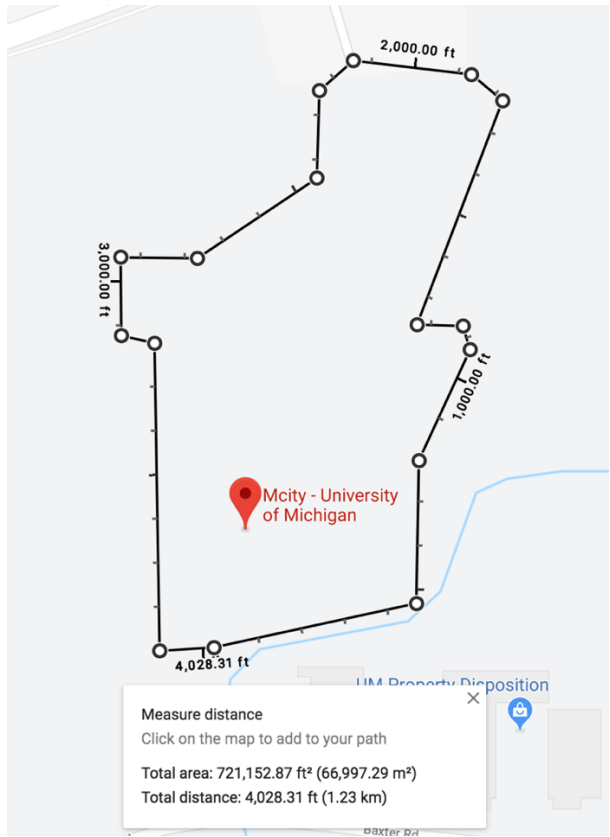 2,000.00 ft
3,000.00 ft
1,000.00 ft
Mcity - University
of Michigan
4,028.31 ft
UM Property Disposition
Measure distance
Click on the map to add to your path
Total area: 721,152.87 ft² (66,997.29 m²)
Total distance: 4,028.31 ft (1.23 km)
Baxter Rd